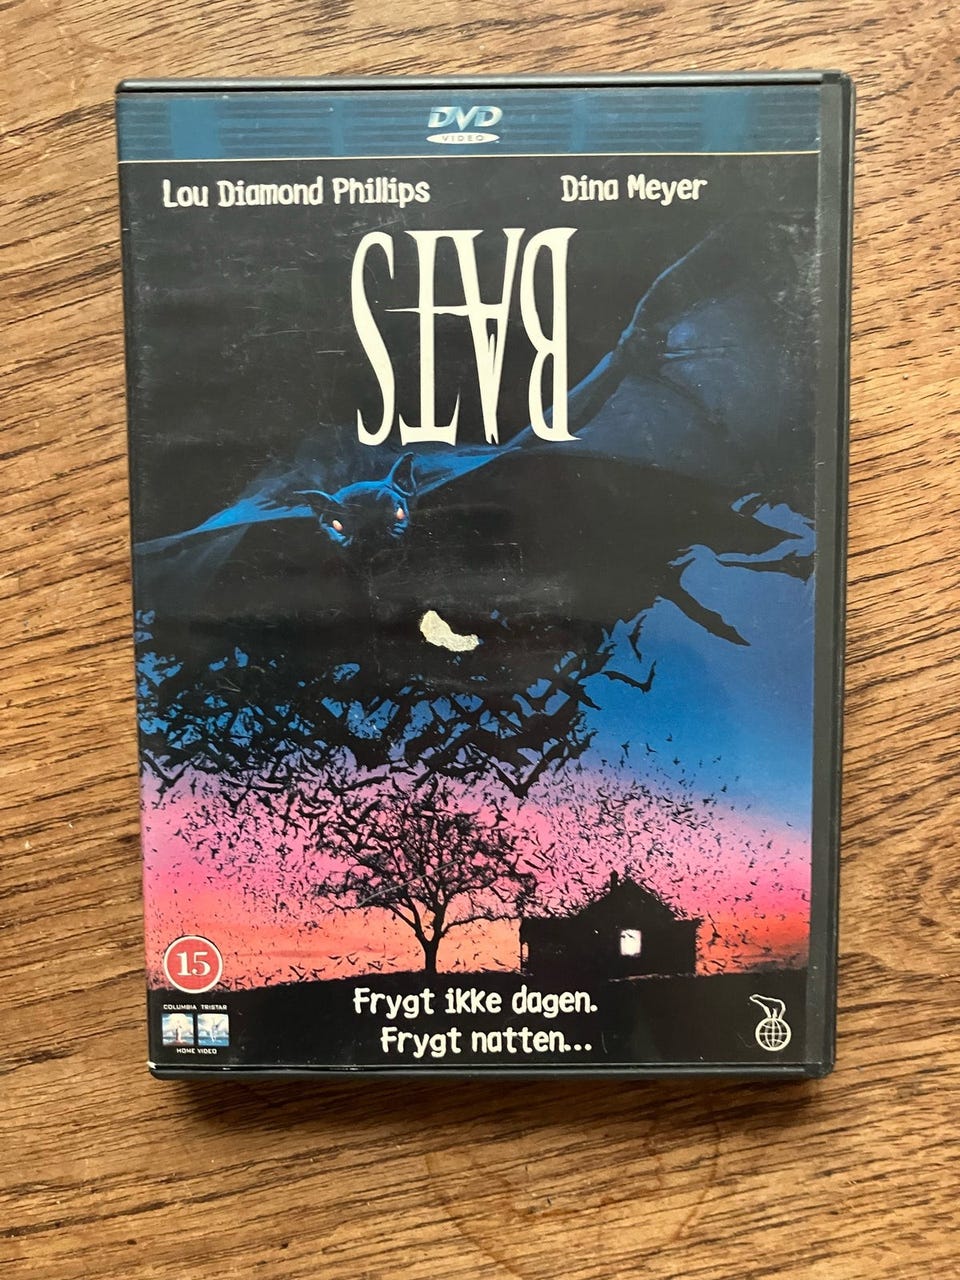 DVD
VIDEO
Lou Diamond Phillips
Dina Meyer
BATS
15
Frygt ikke dagen.
Frygt natten...
COLUMBIA TRISTAR
HOME VIDEO